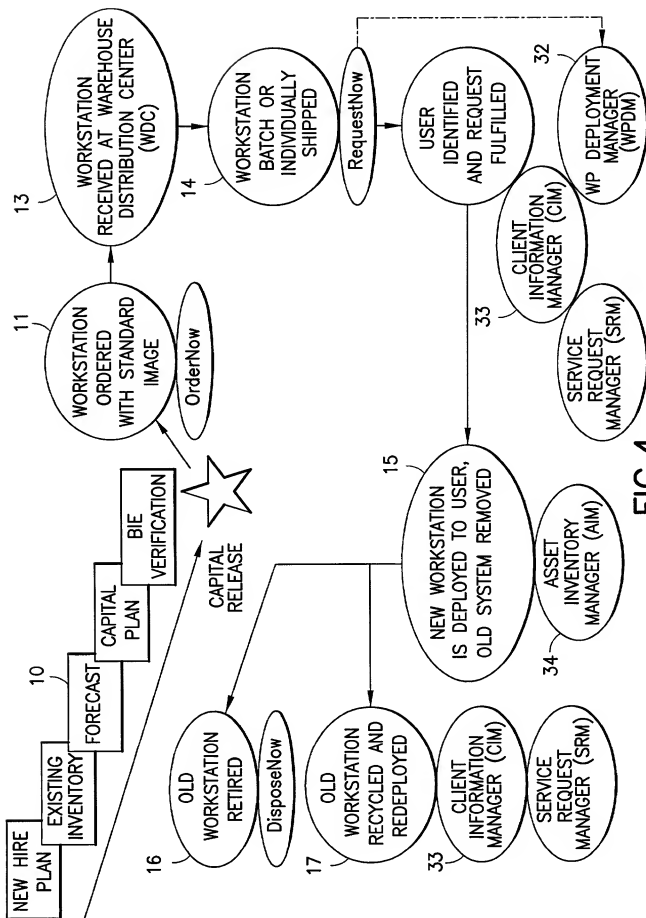 NEW HIRE
PLAN
EXISTING
INVENTORY
10
FORECAST
CAPITAL
PLAN
BIE
VERIFICATION
CAPITAL
RELEASE
11
WORKSTATION
ORDERED
WITH STANDARD
IMAGE
OrderNow
13
WORKSTATION
RECEIVED AT WAREHOUSE
DISTRIBUTION CENTER
(WDC)
14
WORKSTATION
BATCH OR
INDIVIDUALLY
SHIPPED
RequestNow
USER
IDENTIFIED
AND REQUEST
FULFILLED
32
WP DEPLOYMENT
MANAGER
(WPDM)
33
CLIENT
INFORMATION
MANAGER (CIM)
SERVICE
REQUEST
MANAGER (SRM)
15
NEW WORKSTATION
IS DEPLOYED TO USER,
OLD SYSTEM REMOVED
34
ASSET
INVENTORY
MANAGER (AIM)
16
OLD
WORKSTATION
RETIRED
DisposeNow
17
OLD
WORKSTATION
RECYCLED AND
REDEPLOYED
33
CLIENT
INFORMATION
MANAGER (CIM)
SERVICE
REQUEST
MANAGER (SRM)
FIG.4